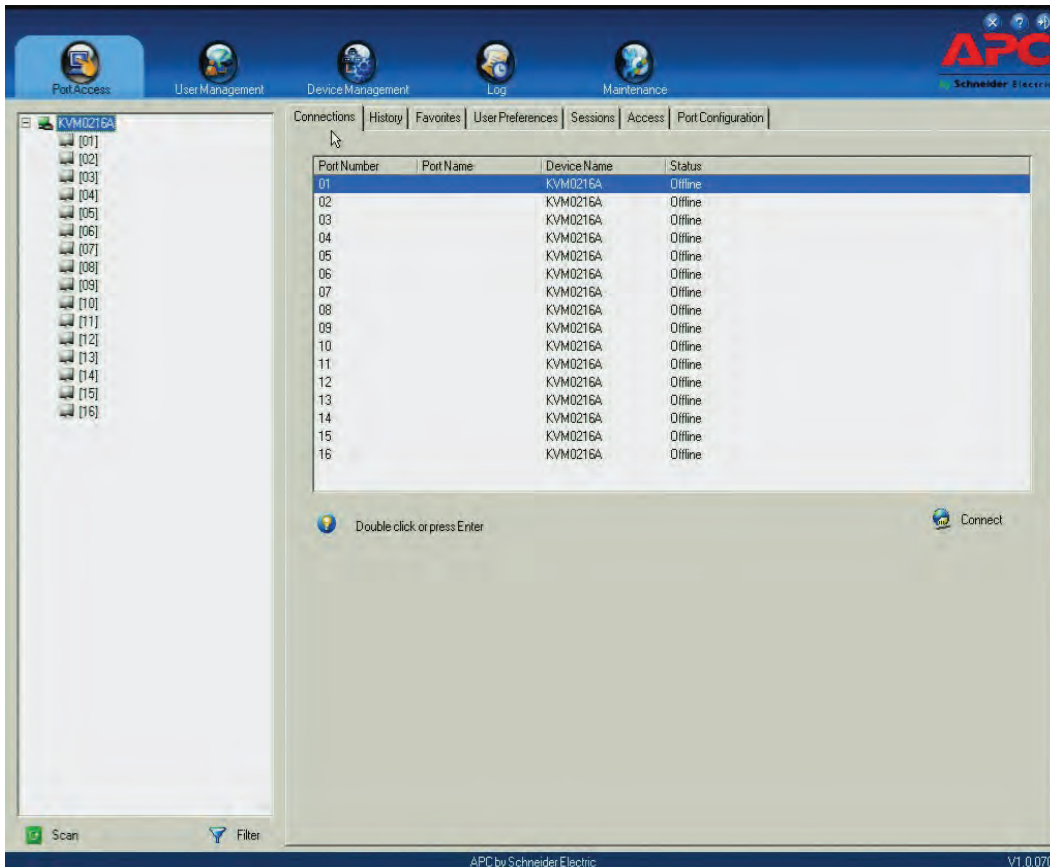 APC
by Schneider Electric
Port Access User Management Device Management Log Maintenance
KVM0216A
[01]
[02]
[03]
[04]
[05]
[06]
[07]
[08]
[09]
[10]
[11]
[12]
[13]
[14]
[15]
[16]
Scan Filter
Connections History Favorites User Preferences Sessions Access Port Configuration
Port Number Port Name Device Name Status
01 KVM0216A Offline
02 KVM0216A Offline
03 KVM0216A Offline
04 KVM0216A Offline
05 KVM0216A Offline
06 KVM0216A Offline
07 KVM0216A Offline
08 KVM0216A Offline
09 KVM0216A Offline
10 KVM0216A Offline
11 KVM0216A Offline
12 KVM0216A Offline
13 KVM0216A Offline
14 KVM0216A Offline
15 KVM0216A Offline
16 KVM0216A Offline
Double click or press Enter Connect
APC by Schneider Electric